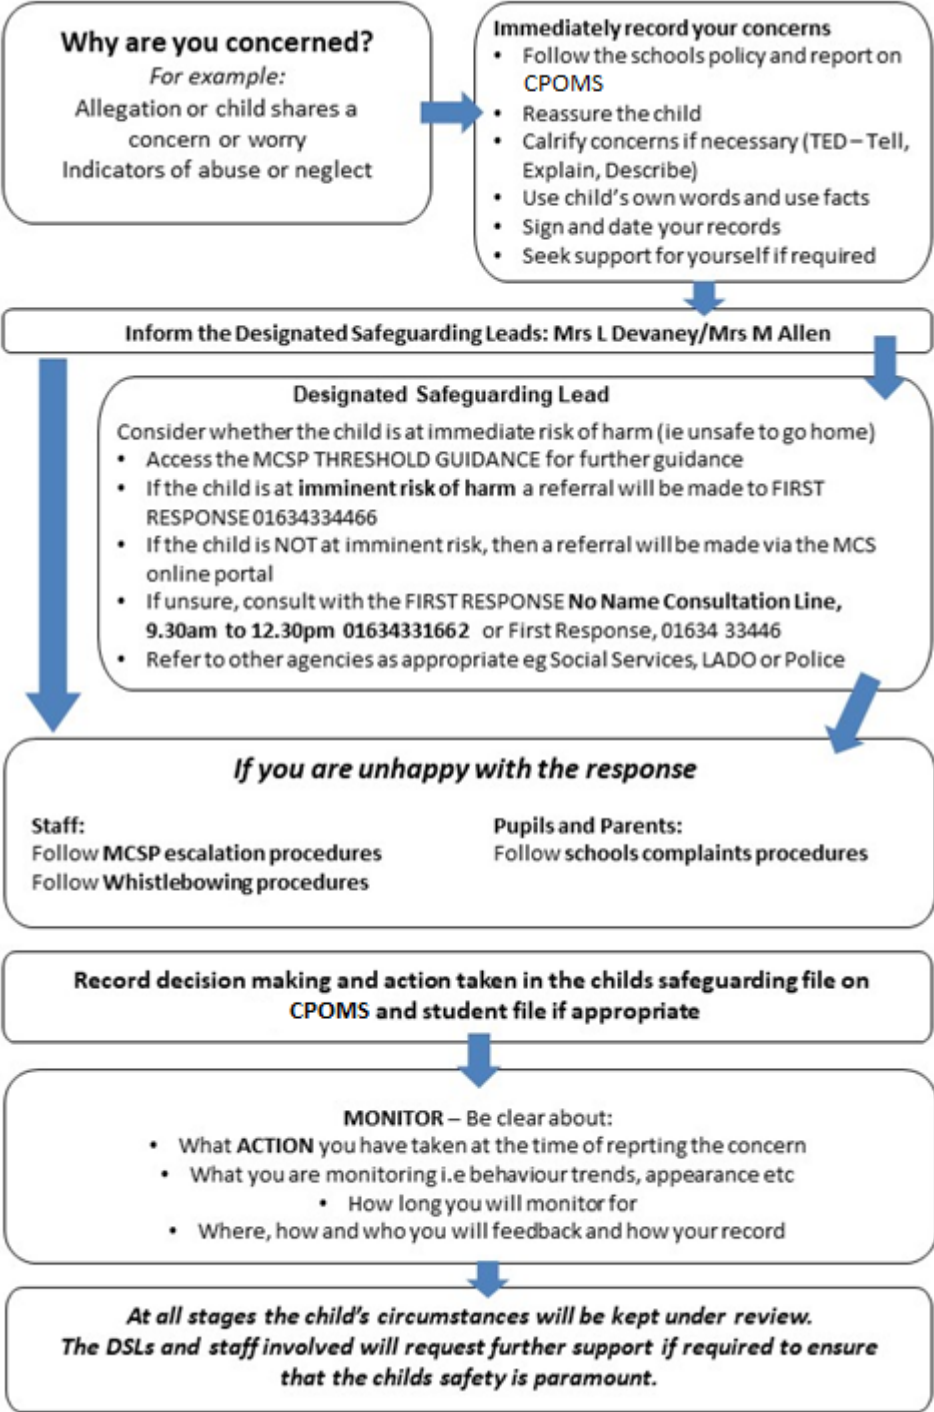 Why are you concerned?
For example:
Allegation or child shares a
concern or worry
Indicators of abuse or neglect
Immediately record your concerns
• Follow the schools policy and report on
CPOMS
• Reassure the child
• Calrify concerns if necessary (TED – Tell,
Explain, Describe)
• Use child's own words and use facts
• Sign and date your records
• Seek support for yourself if required
Inform the Designated Safeguarding Leads: Mrs L Devaney/Mrs M Allen
Designated Safeguarding Lead
Consider whether the child is at immediate risk of harm (ie unsafe to go home)
• Access the MCSP THRESHOLD GUIDANCE for further guidance
• If the child is at imminent risk of harm a referral will be made to FIRST
RESPONSE 01634334466
• If the child is NOT at imminent risk, then a referral will be made via the MCS
online portal
• If unsure, consult with the FIRST RESPONSE No Name Consultation Line,
9.30am to 12.30pm 01634331662 or First Response, 01634 33446
• Refer to other agencies as appropriate eg Social Services, LADO or Police
If you are unhappy with the response
Staff:
Follow MCSP escalation procedures
Follow Whistlebowing procedures
Pupils and Parents:
Follow schools complaints procedures
Record decision making and action taken in the childs safeguarding file on
CPOMS and student file if appropriate
MONITOR – Be clear about:
• What ACTION you have taken at the time of reprting the concern
• What you are monitoring i.e behaviour trends, appearance etc
• How long you will monitor for
• Where, how and who you will feedback and how your record
At all stages the child's circumstances will be kept under review.
The DSLs and staff involved will request further support if required to ensure
that the childs safety is paramount.